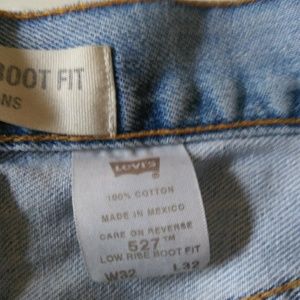 BOOT FIT
NS
Levi's
100% COTTON
MADE IN MEXICO
CARE ON REVERSE
527™
LOW RISE BOOT FIT
W32 L32